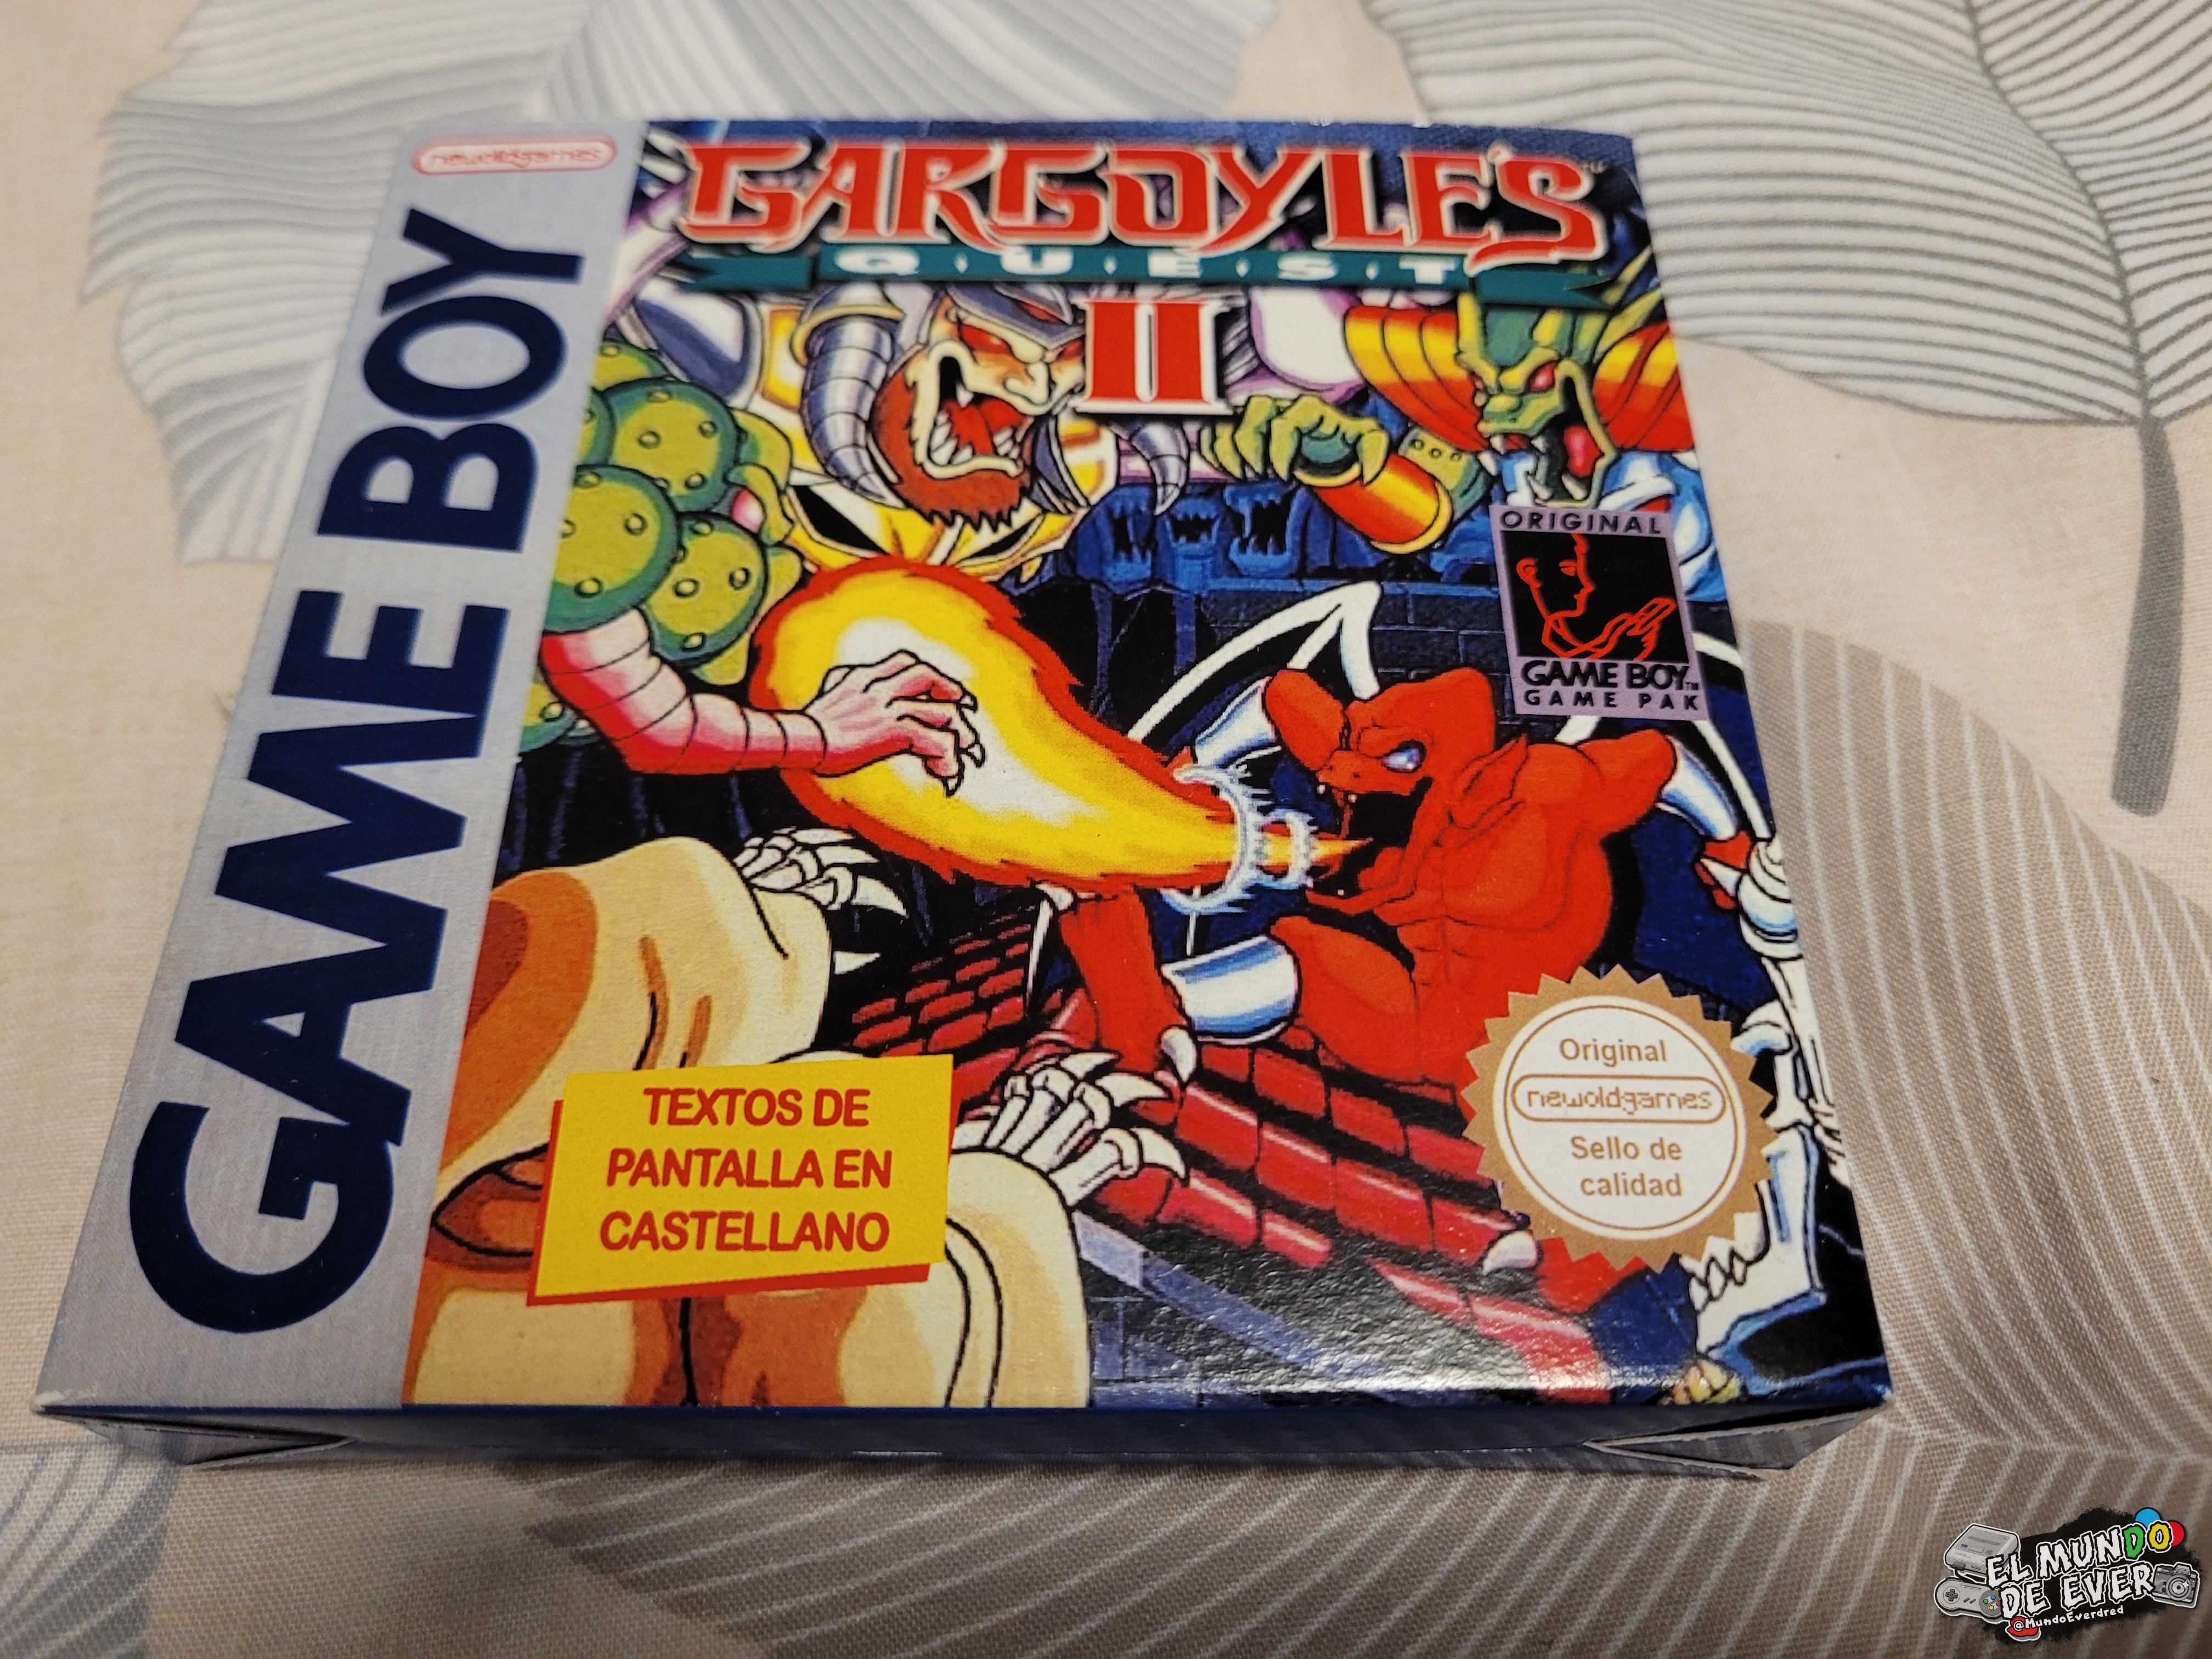 newoldgames
GAME BOY
GARGOYLE'S
QUEST
II
ORIGINAL
GAME BOY™
GAME PAK
TEXTOS DE
PANTALLA EN
CASTELLANO
Original
newoldgames
Sello de
calidad
EL MUNDO
DE EVER
@MundoEverdred